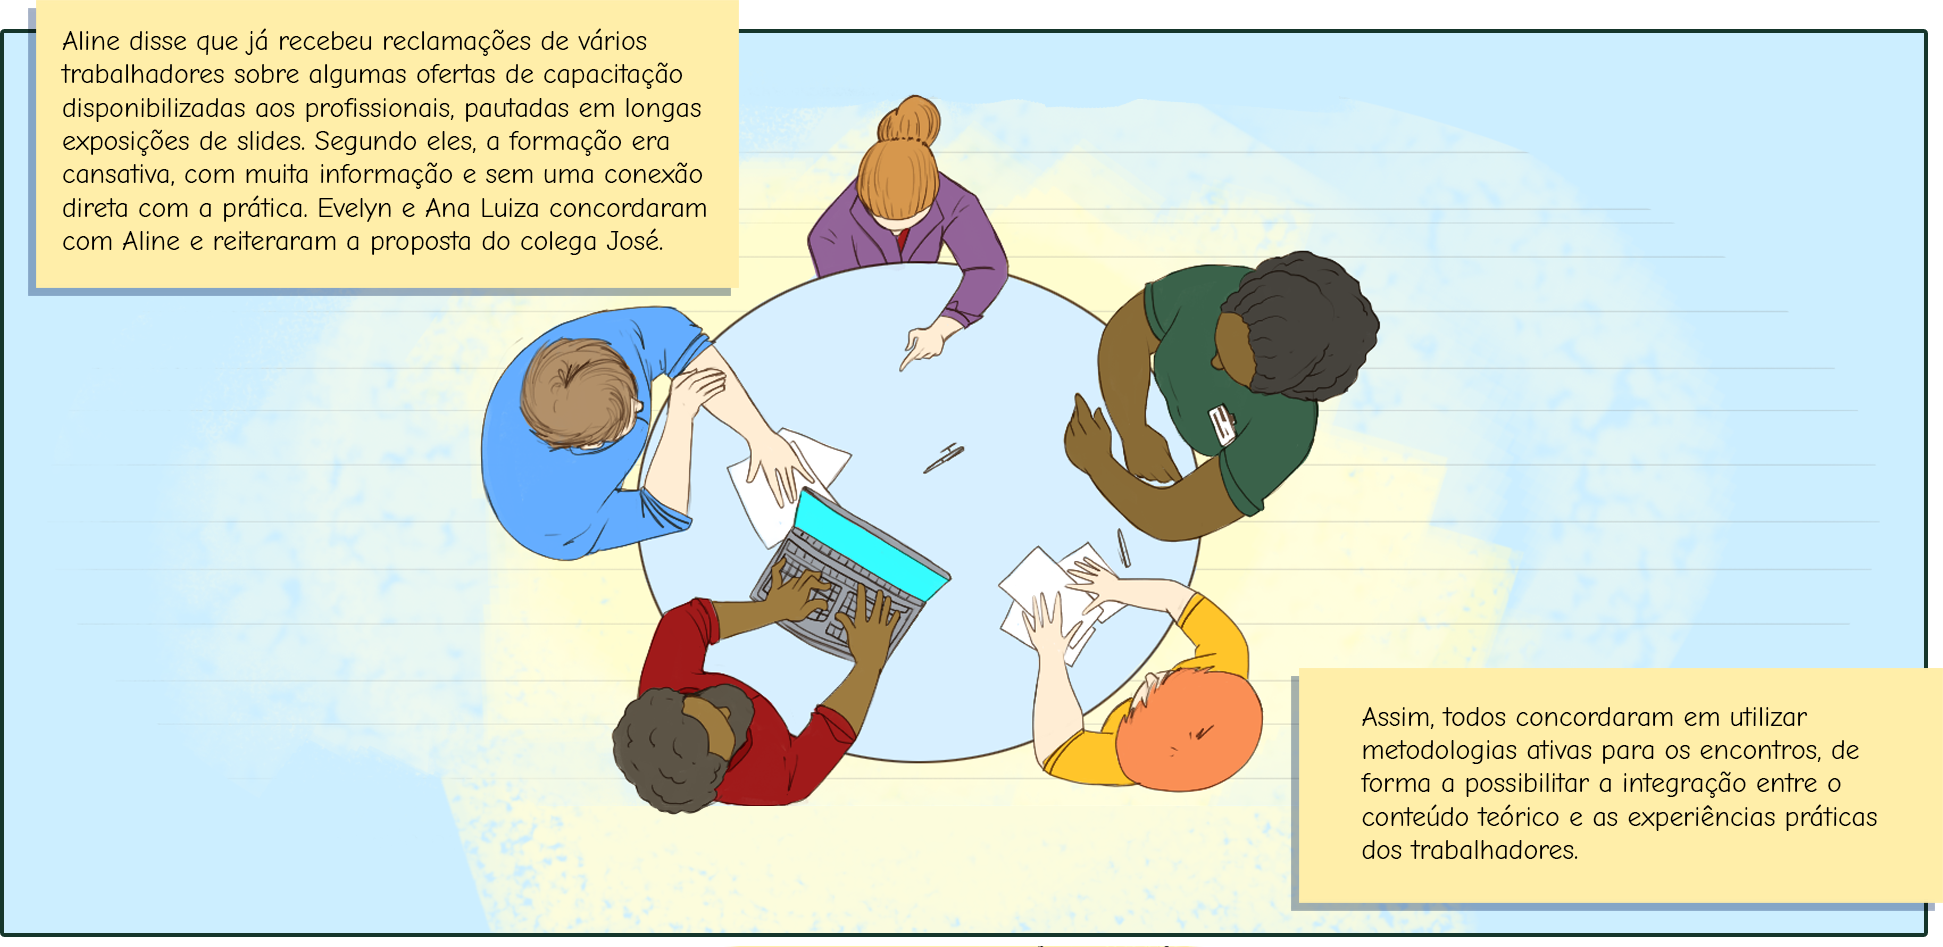 Aline disse que já recebeu reclamações de vários
trabalhadores sobre algumas ofertas de capacitação
disponibilizadas aos profissionais, pautadas em longas
exposições de slides. Segundo eles, a formação era
cansativa, com muita informação e sem uma conexão
direta com a prática. Evelyn e Ana Luiza concordaram
com Aline e reiteraram a proposta do colega José.
Assim, todos concordaram em utilizar
metodologias ativas para os encontros, de
forma a possibilitar a integração entre o
conteúdo teórico e as experiências práticas
dos trabalhadores.